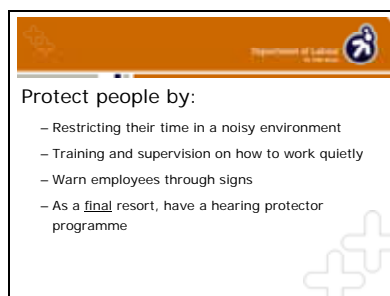 Department of Labour
Protect people by:
– Restricting their time in a noisy environment
– Training and supervision on how to work quietly
– Warn employees through signs
– As a final resort, have a hearing protector
programme